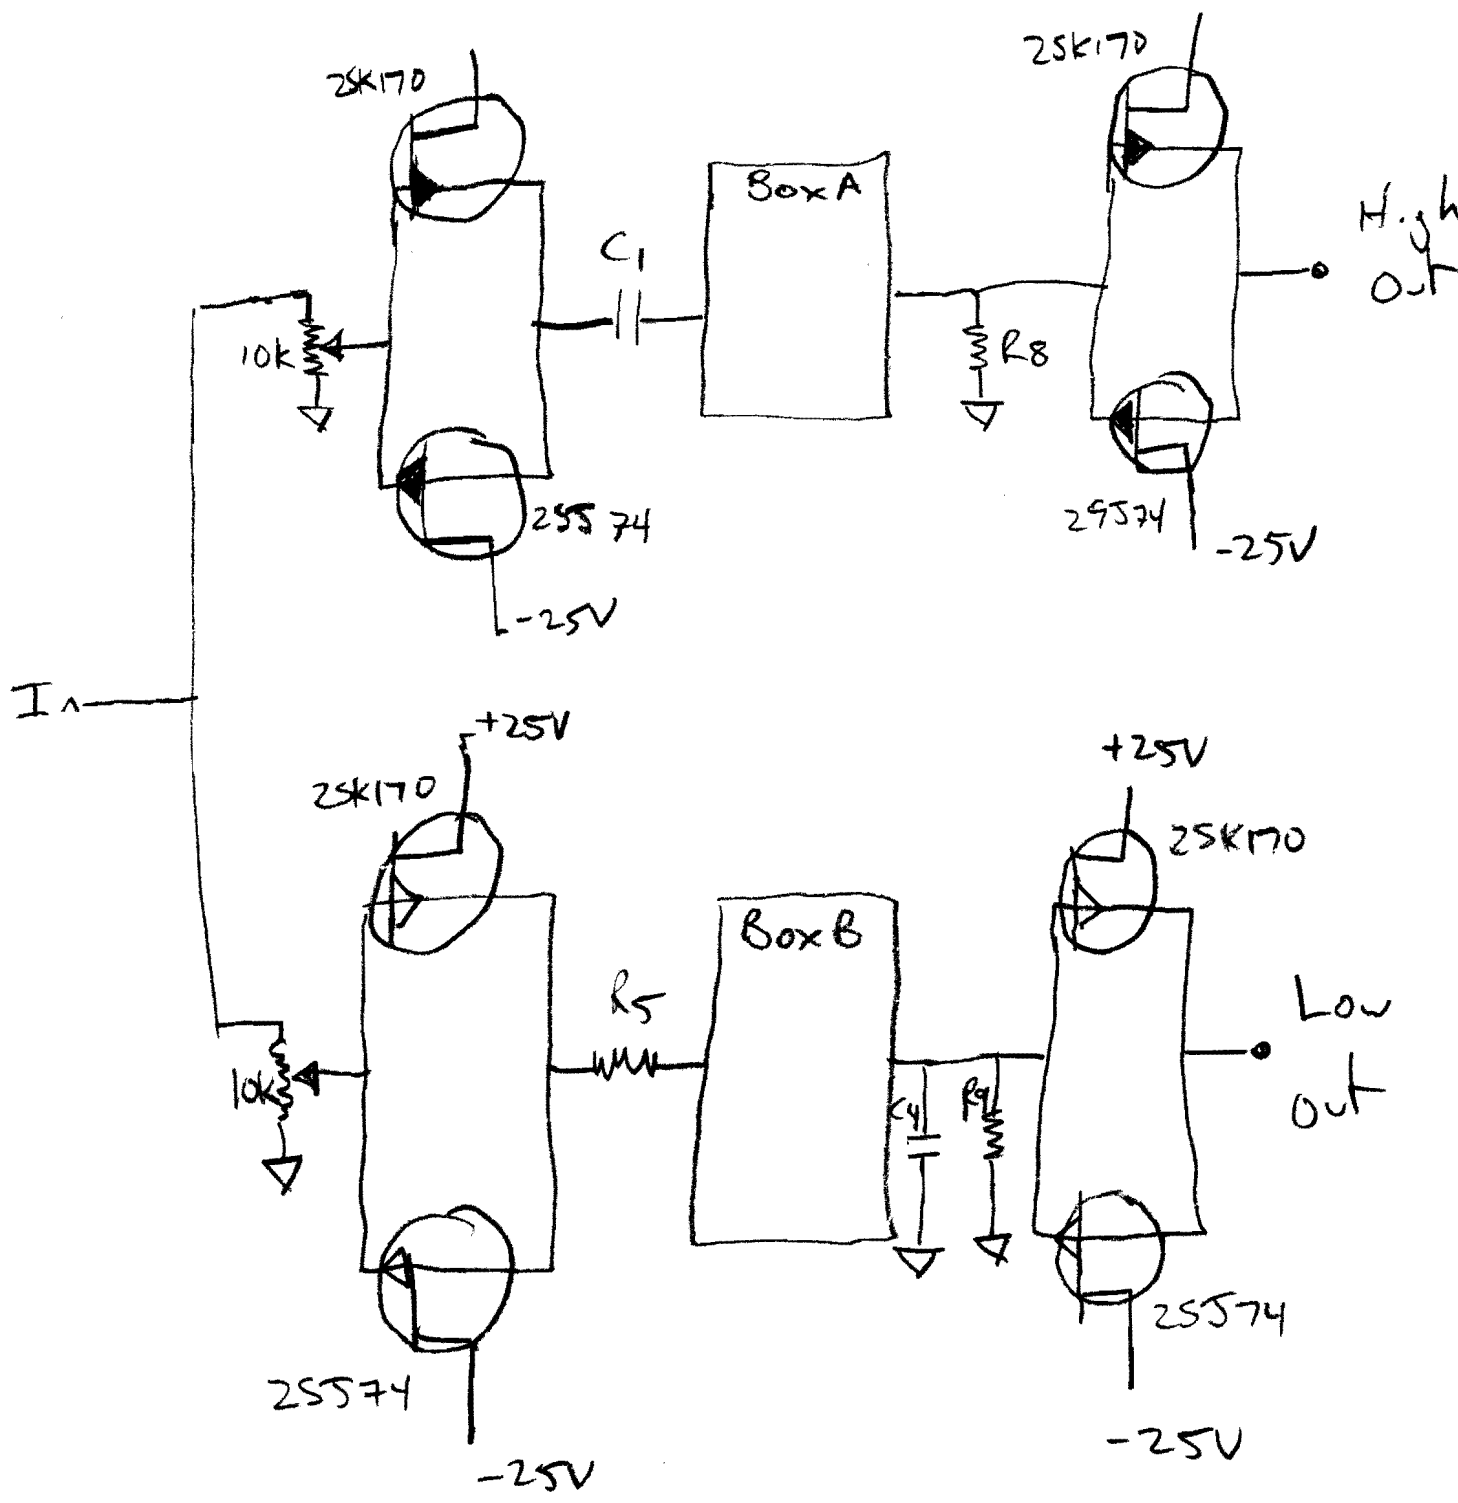 2SK170
2SK170
Box A
High
Out
C1
10k
R8
2SJ74
2SJ74
-25V
-25V
In
+25V
+25V
2SK170
2SK170
Box B
R5
Low
Out
10k
C4
R9
2SJ74
2SJ74
-25V
-25V